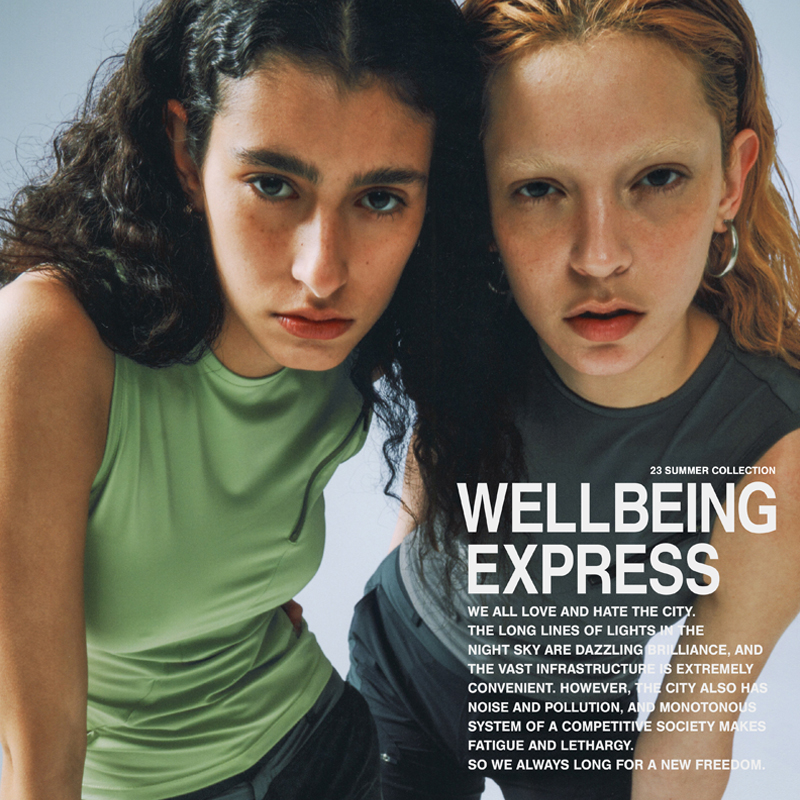 23 SUMMER COLLECTION
WELLBEING
EXPRESS
WE ALL LOVE AND HATE THE CITY.
THE LONG LINES OF LIGHTS IN THE
NIGHT SKY ARE DAZZLING BRILLIANCE, AND
THE VAST INFRASTRUCTURE IS EXTREMELY
CONVENIENT. HOWEVER, THE CITY ALSO HAS
NOISE AND POLLUTION, AND MONOTONOUS
SYSTEM OF A COMPETITIVE SOCIETY MAKES
FATIGUE AND LETHARGY.
SO WE ALWAYS LONG FOR A NEW FREEDOM.